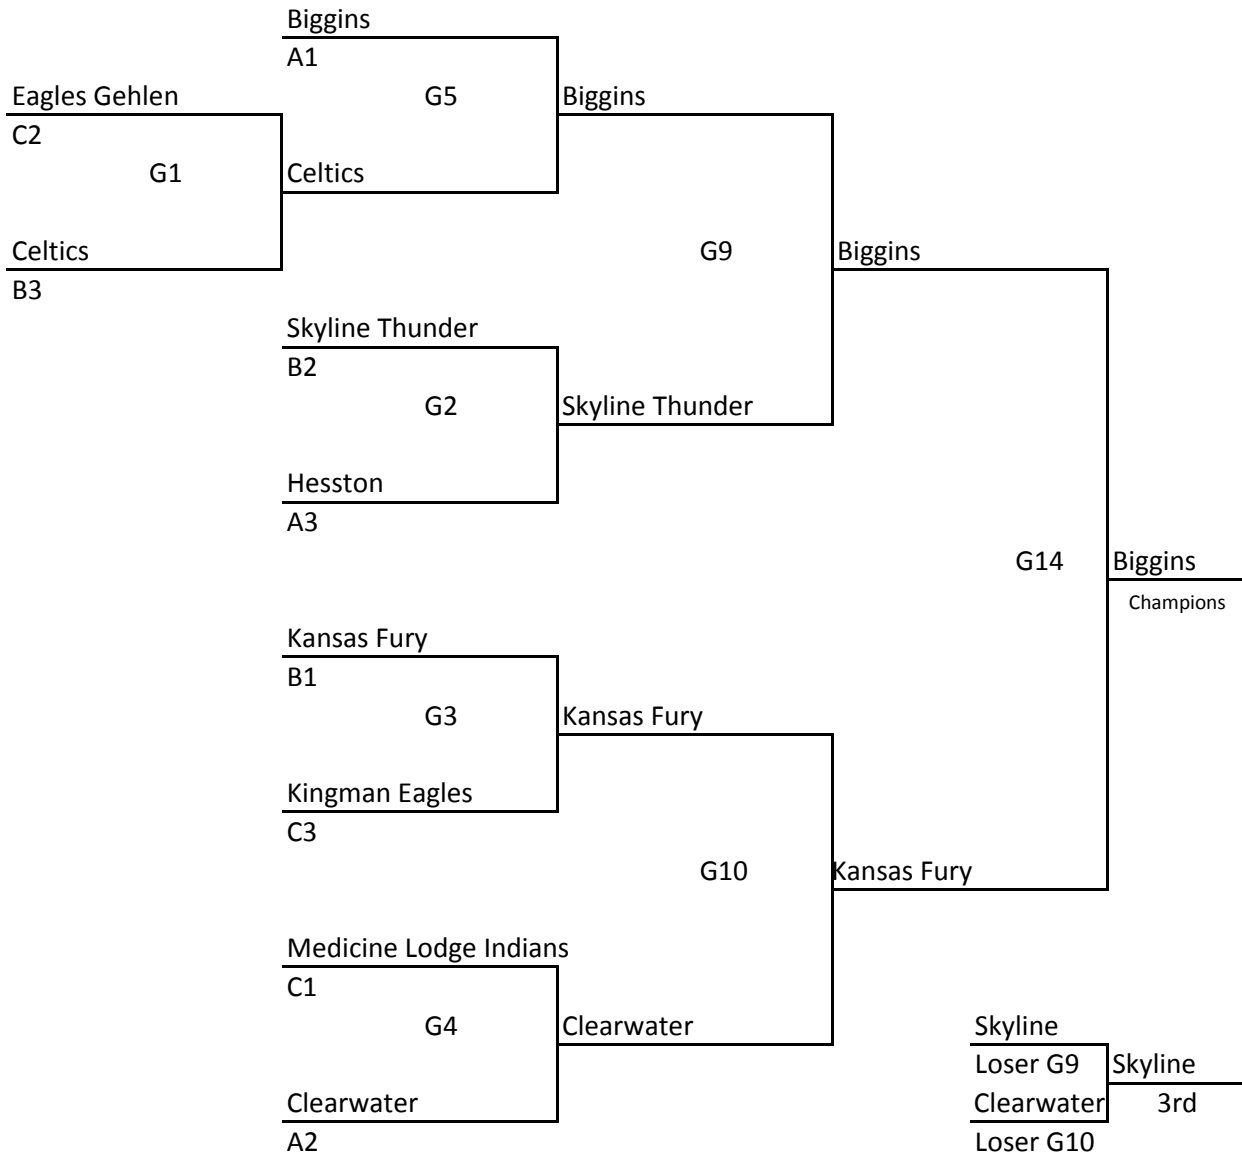 Biggins
A1
Eagles Gehlen
G5
Biggins
C2
G1
Celtics
Celtics
G9
Biggins
B3
Skyline Thunder
B2
G2
Skyline Thunder
Hesston
A3
G14
Biggins
Champions
Kansas Fury
B1
G3
Kansas Fury
Kingman Eagles
C3
G10
Kansas Fury
Medicine Lodge Indians
C1
G4
Clearwater
Skyline
Loser G9
Skyline
Clearwater
Clearwater
3rd
A2
Loser G10